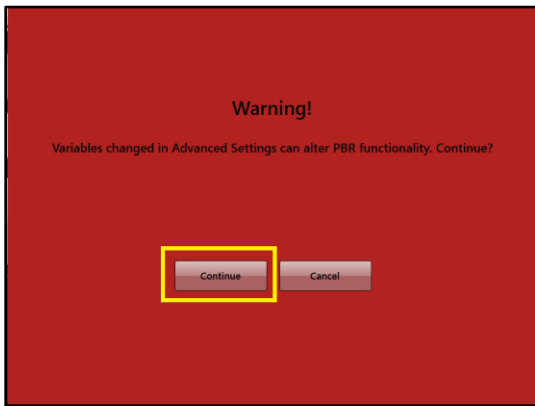 Warning!
Variables changed in Advanced Settings can alter PBR functionality. Continue?
Continue
Cancel